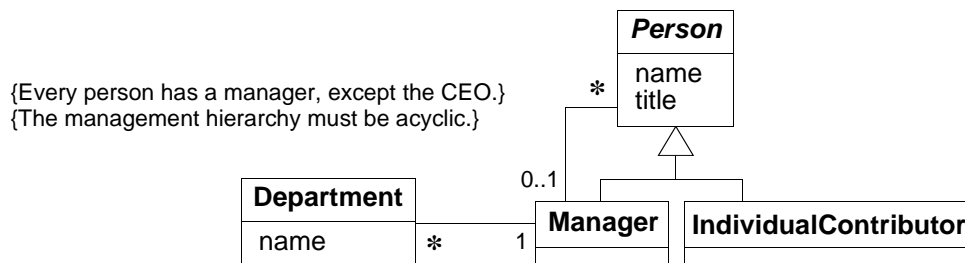 Person
name
title
{Every person has a manager, except the CEO.}
{The management hierarchy must be acyclic.}
*
0..1
Department
name
*
1
Manager
IndividualContributor